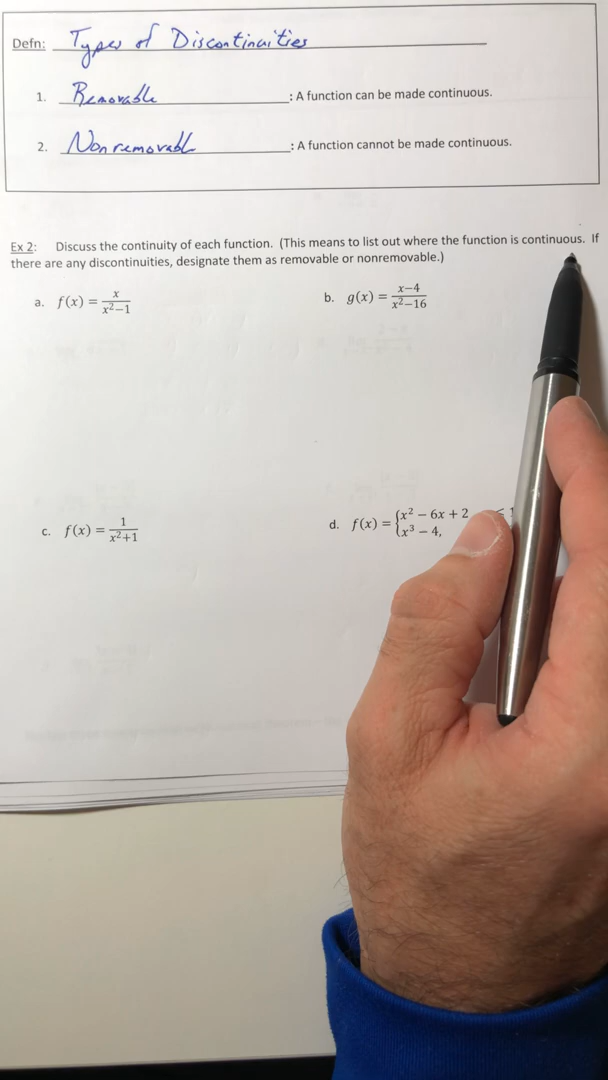 Defn: Types of Discontinuities
1. Removable : A function can be made continuous.
2. Nonremovabl : A function cannot be made continuous.
Ex 2: Discuss the continuity of each function. (This means to list out where the function is continuous. If
there are any discontinuities, designate them as removable or nonremovable.)
a. f(x) = x/(x²−1)
b. g(x) = (x−4)/(x²−16)
c. f(x) = 1/(x²+1)
d. f(x) = {x² − 6x + 2 ≤ 1
x³ − 4,